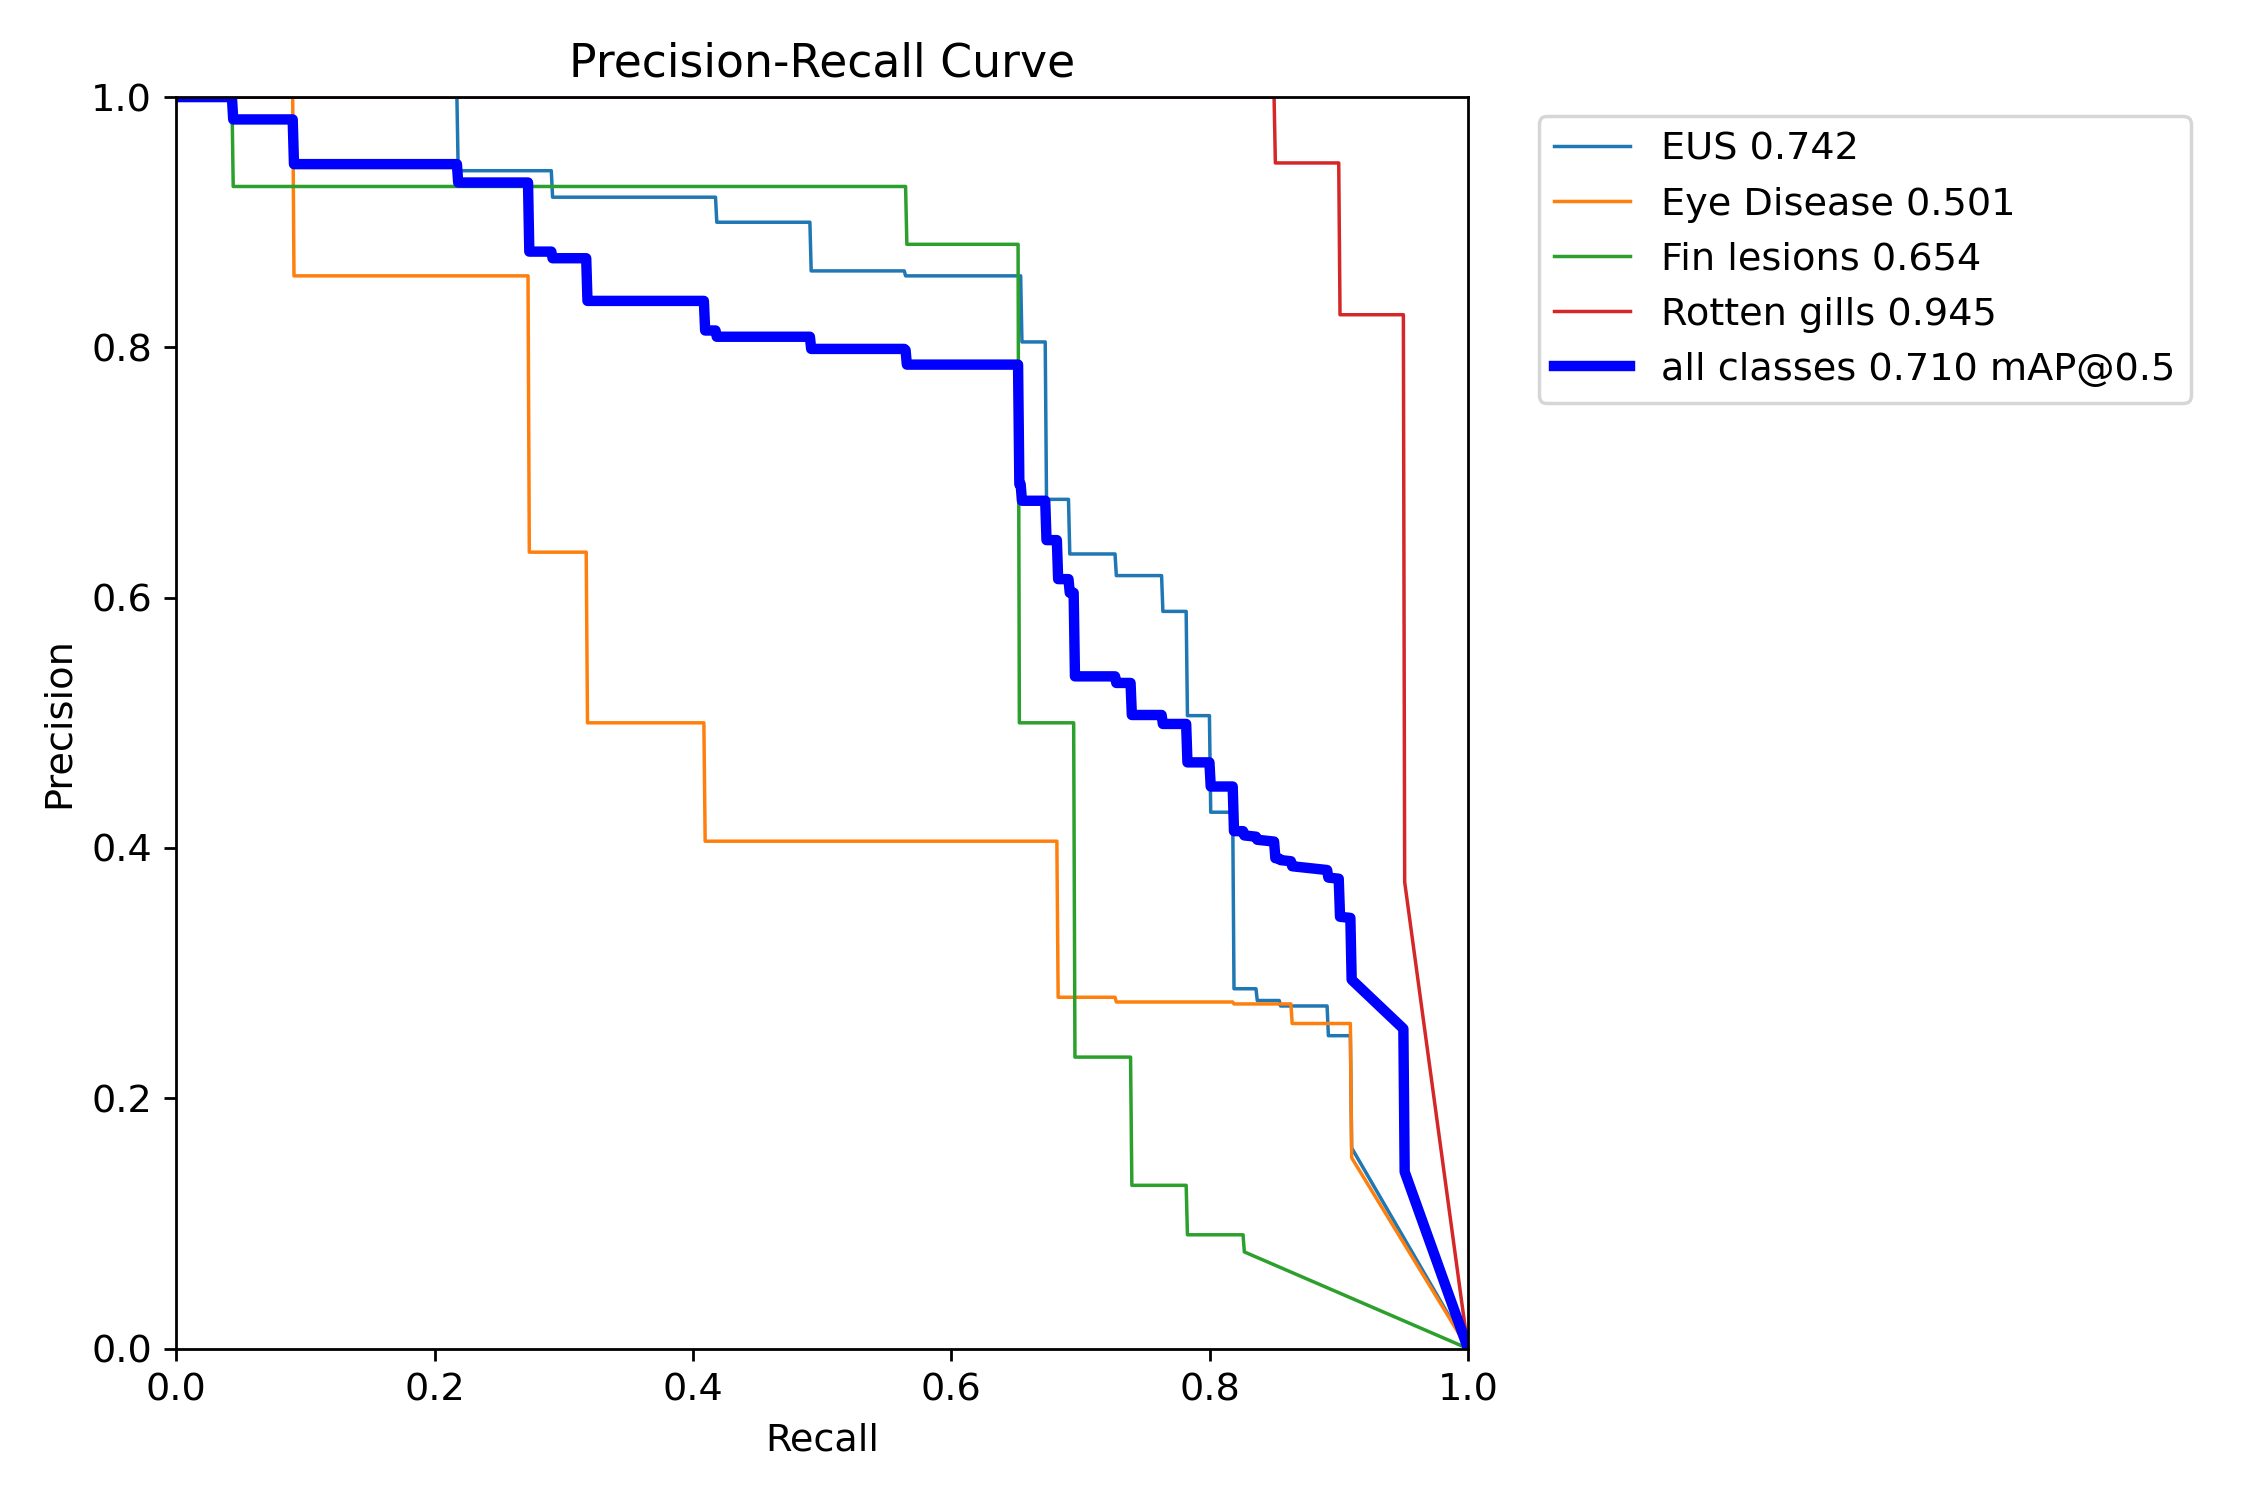 Precision-Recall Curve
1.0
0.8
0.6
0.4
0.2
0.0
Precision
0.0 0.2 0.4 0.6 0.8 1.0
Recall
EUS 0.742
Eye Disease 0.501
Fin lesions 0.654
Rotten gills 0.945
all classes 0.710 mAP@0.5